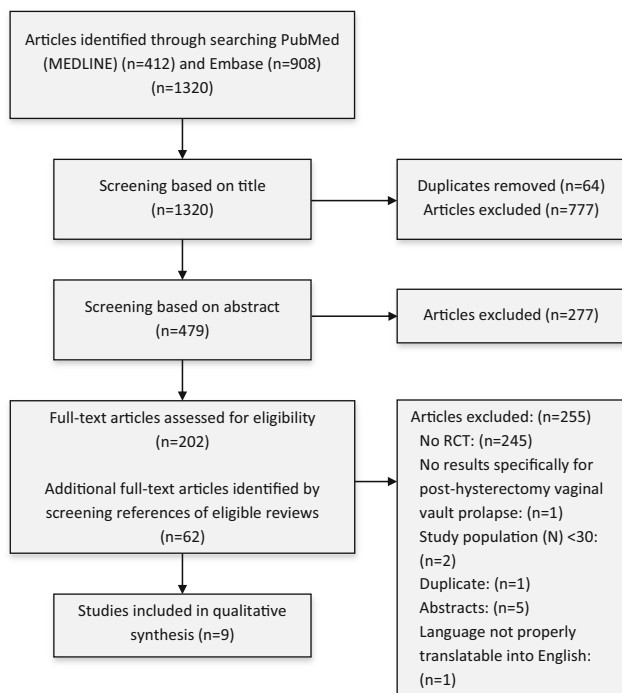 Articles identified through searching PubMed
(MEDLINE) (n=412) and Embase (n=908)
(n=1320)
Screening based on title
(n=1320)
Duplicates removed (n=64)
Articles excluded (n=777)
Screening based on abstract
(n=479)
Articles excluded (n=277)
Full-text articles assessed for eligibility
(n=202)
Additional full-text articles identified by
screening references of eligible reviews
(n=62)
Articles excluded: (n=255)
No RCT: (n=245)
No results specifically for
post-hysterectomy vaginal
vault prolapse: (n=1)
Study population (N) <30:
(n=2)
Duplicate: (n=1)
Abstracts: (n=5)
Language not properly
translatable into English:
(n=1)
Studies included in qualitative
synthesis (n=9)